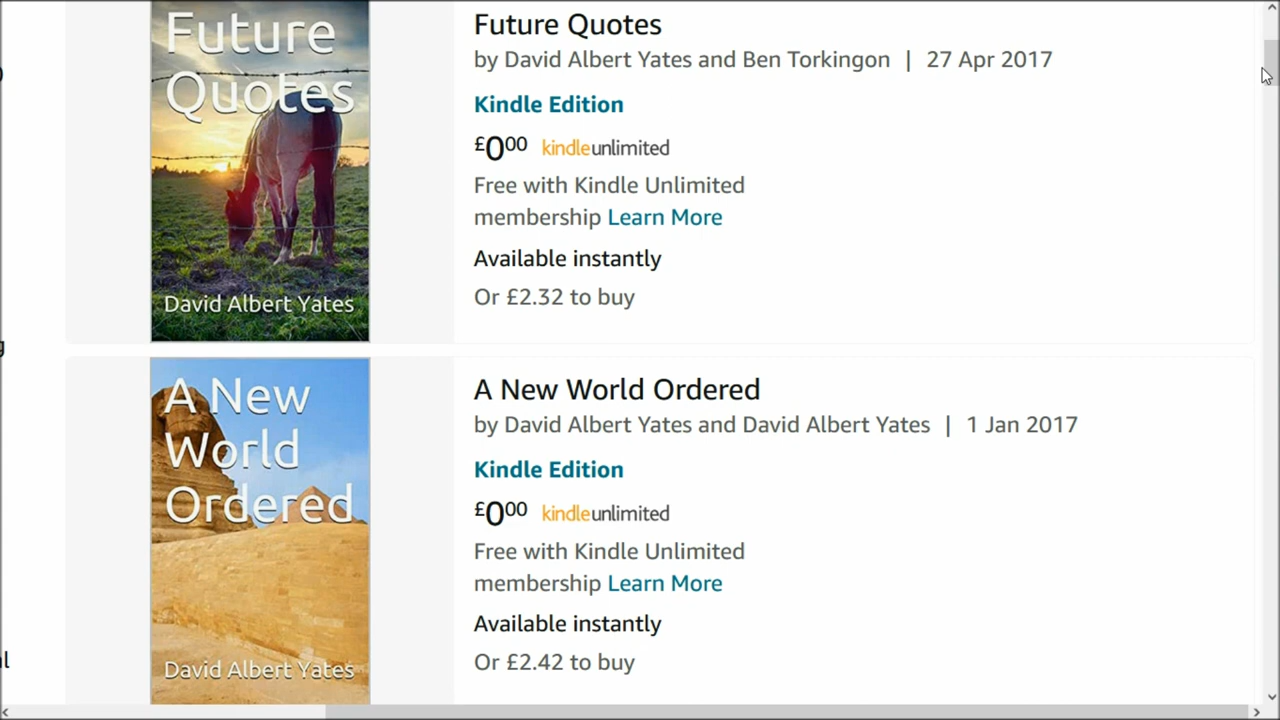 Future
Quotes
David Albert Yates
Future Quotes
by David Albert Yates and Ben Torkingon | 27 Apr 2017
Kindle Edition
£000 kindleunlimited
Free with Kindle Unlimited
membership Learn More
Available instantly
Or £2.32 to buy
A New
World
Ordered
David Albert Yates
A New World Ordered
by David Albert Yates and David Albert Yates | 1 Jan 2017
Kindle Edition
£000 kindleunlimited
Free with Kindle Unlimited
membership Learn More
Available instantly
Or £2.42 to buy